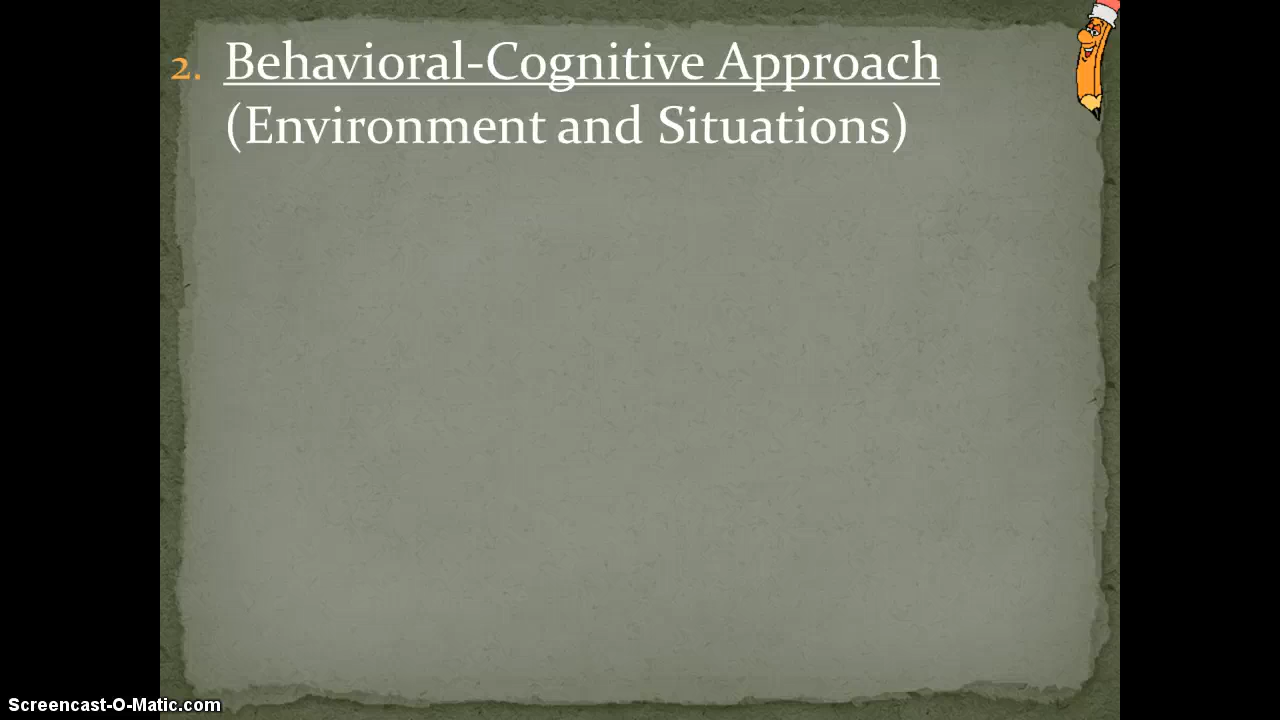 2. Behavioral-Cognitive Approach
(Environment and Situations)
Screencast-O-Matic.com